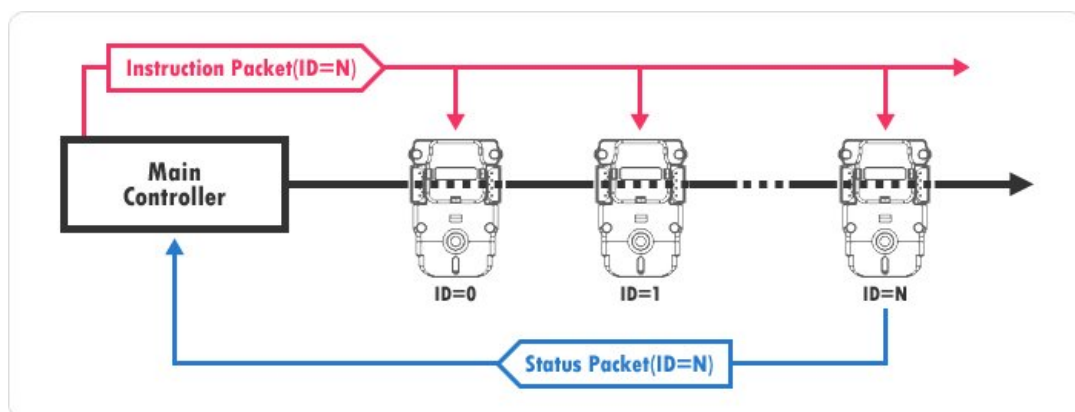 Instruction Packet(ID=N)
Main
Controller
ID=0
ID=1
ID=N
Status Packet(ID=N)